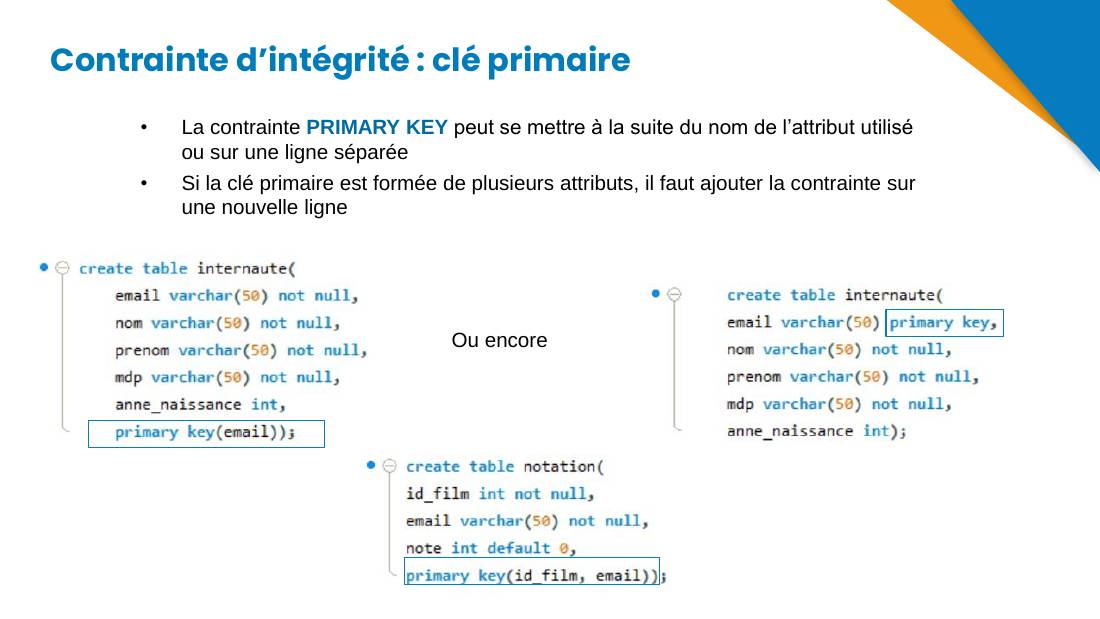 Contrainte d’intégrité : clé primaire
• La contrainte PRIMARY KEY peut se mettre à la suite du nom de l’attribut utilisé
ou sur une ligne séparée
• Si la clé primaire est formée de plusieurs attributs, il faut ajouter la contrainte sur
une nouvelle ligne
create table internaute(
email varchar(50) not null,
nom varchar(50) not null,
prenom varchar(50) not null,
mdp varchar(50) not null,
anne_naissance int,
primary key(email));
Ou encore
create table internaute(
email varchar(50) primary key,
nom varchar(50) not null,
prenom varchar(50) not null,
mdp varchar(50) not null,
anne_naissance int);
create table notation(
id_film int not null,
email varchar(50) not null,
note int default 0,
primary key(id_film, email));